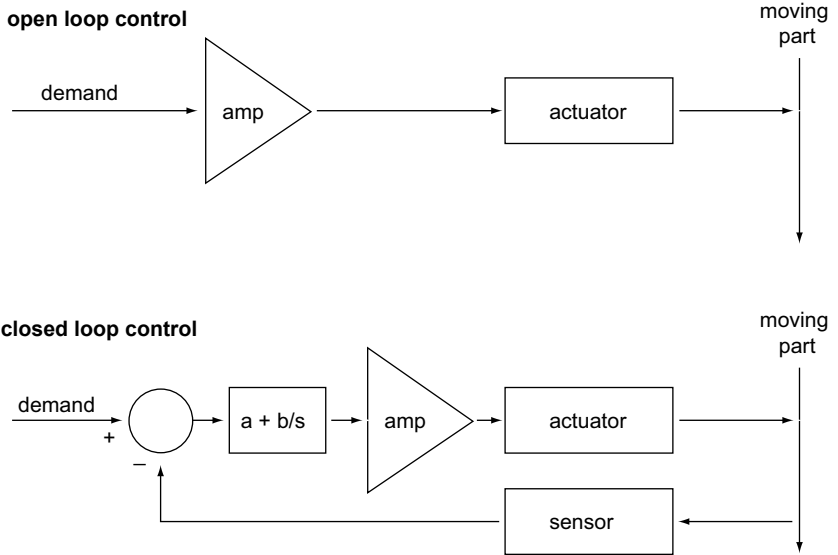 open loop control
moving
part
demand
amp
actuator
closed loop control
moving
part
demand
+
–
a + b/s
amp
actuator
sensor